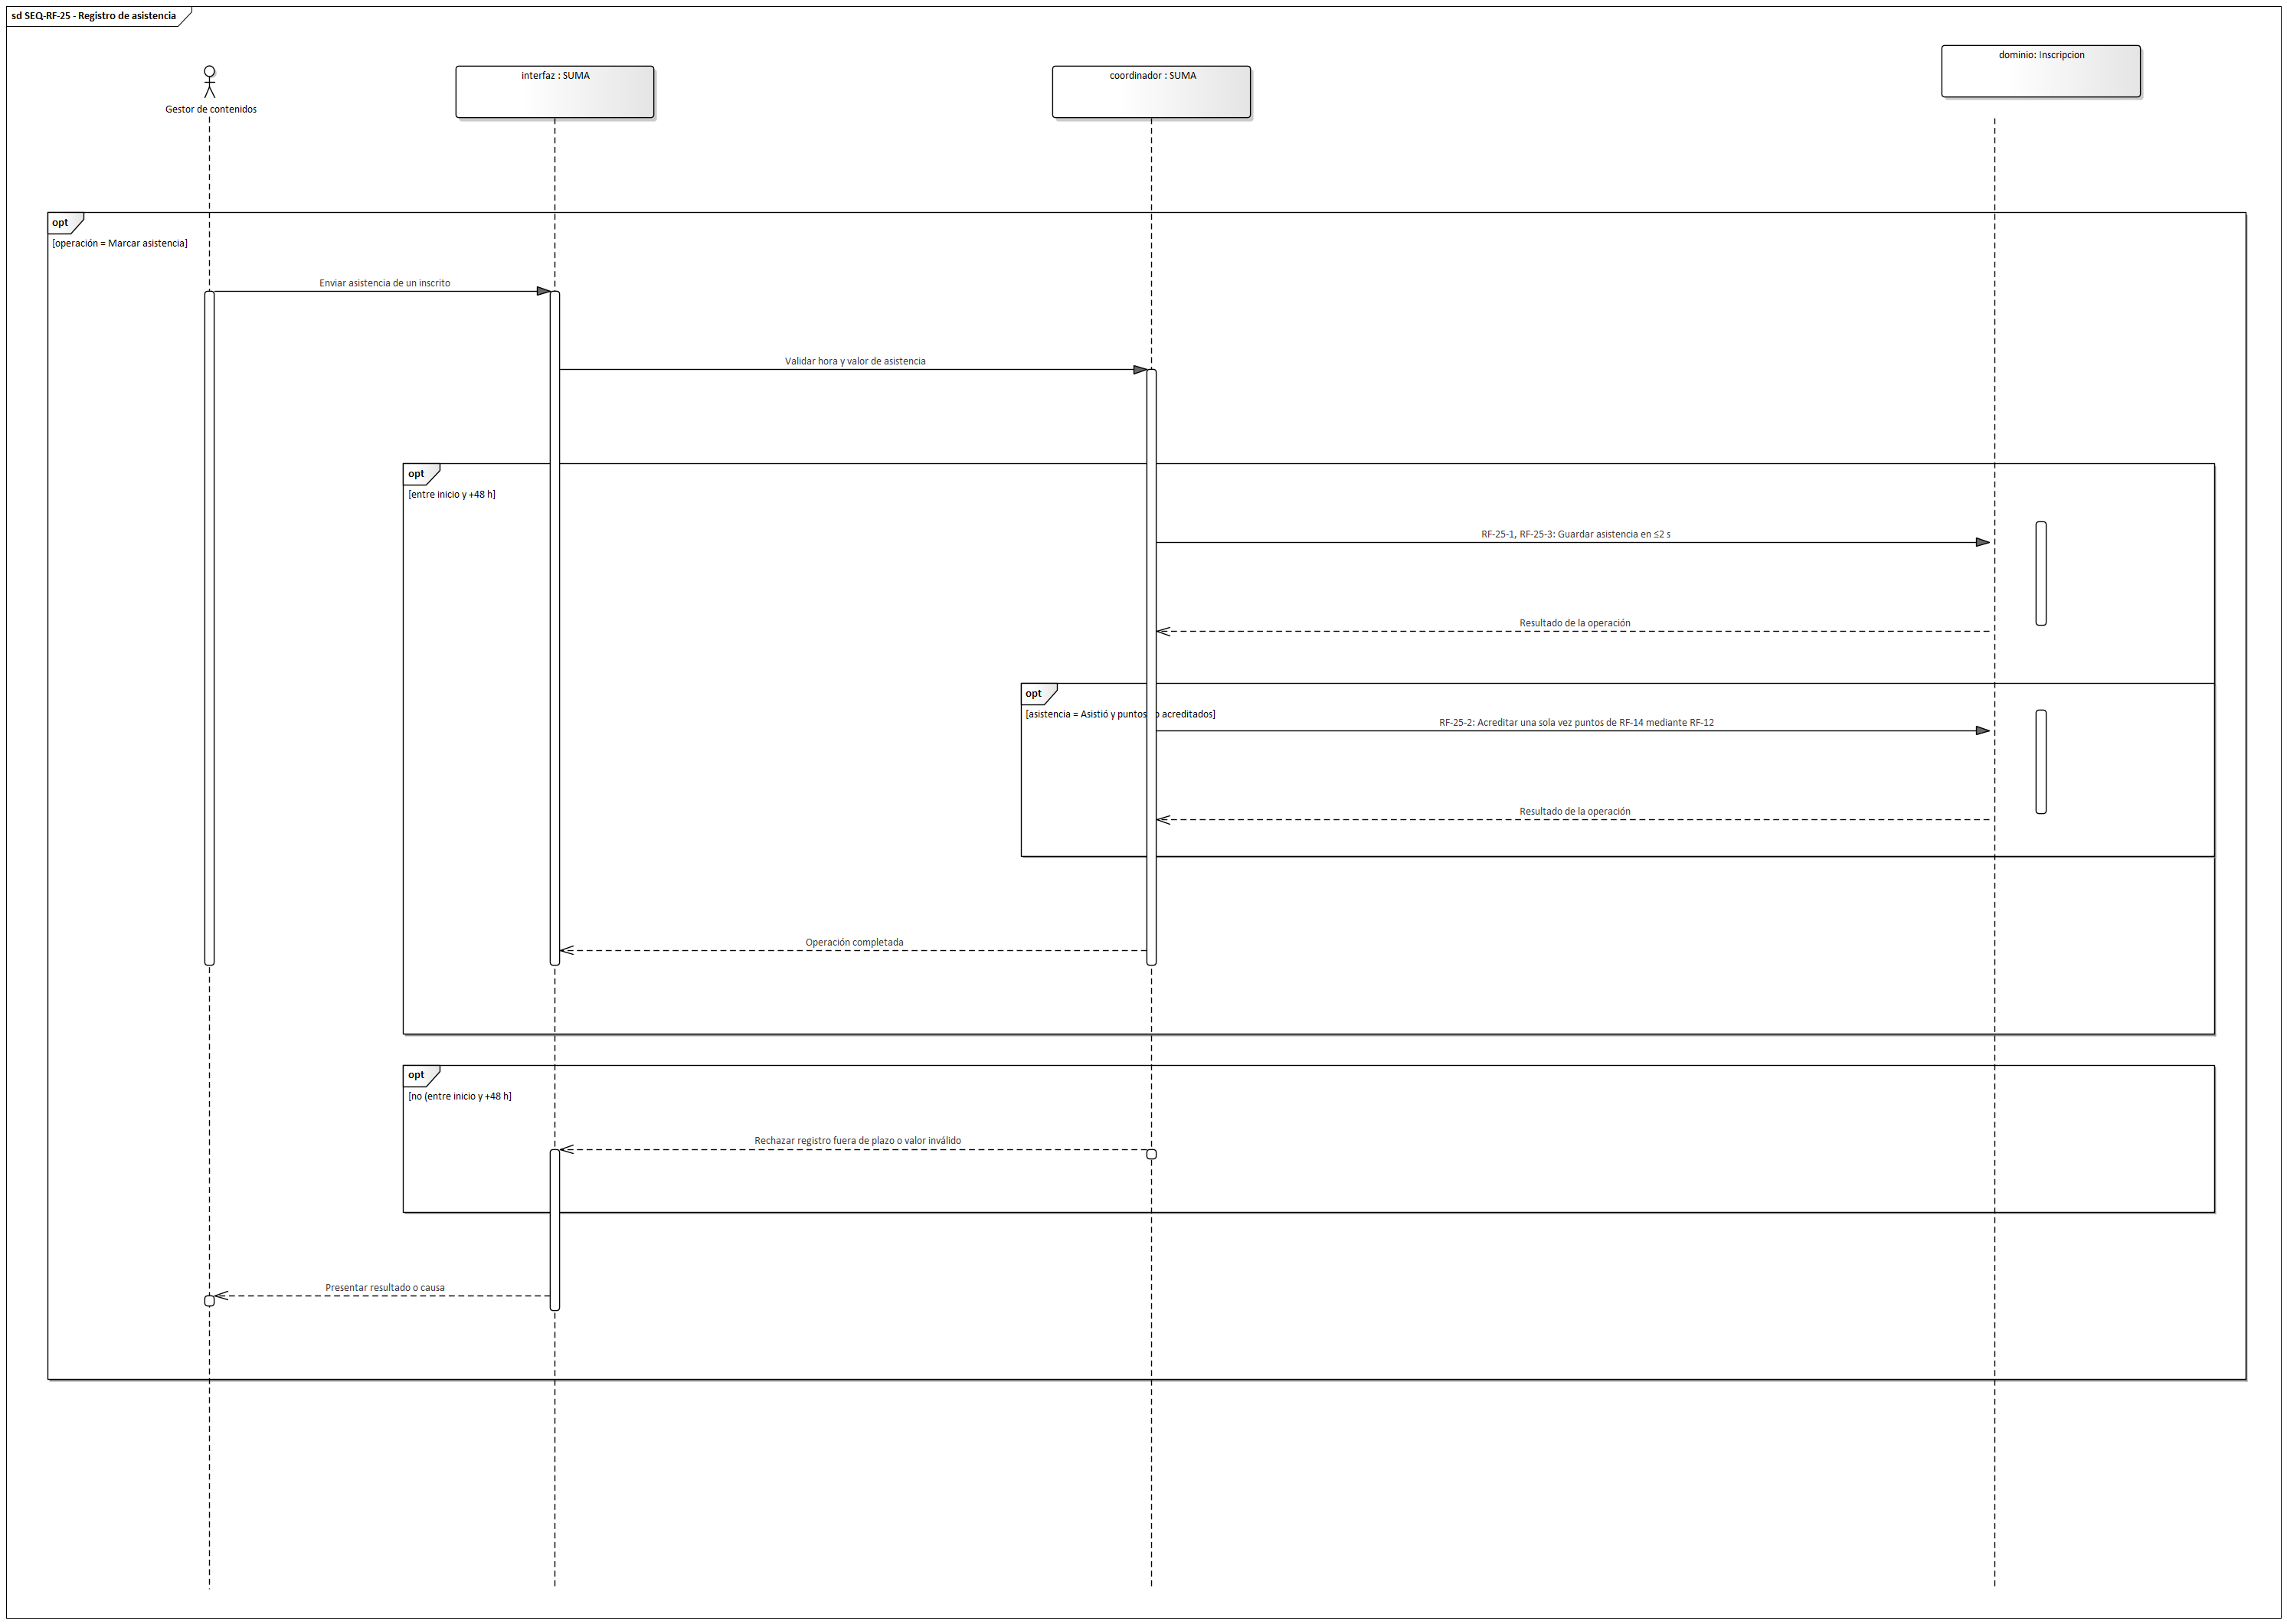 sd SEQ-RF-25 - Registro de asistencia
dominio: Inscripcion
interfaz : SUMA
coordinador : SUMA
Gestor de contenidos
opt
[operación = Marcar asistencia]
Enviar asistencia de un inscrito
Validar hora y valor de asistencia
opt
[entre inicio y +48 h]
RF-25-1, RF-25-3: Guardar asistencia en ≤2 s
Resultado de la operación
opt
[asistencia = Asistió y puntos o acreditados]
RF-25-2: Acreditar una sola vez puntos de RF-14 mediante RF-12
Resultado de la operación
Operación completada
opt
[no (entre inicio y +48 h]
Rechazar registro fuera de plazo o valor inválido
Presentar resultado o causa